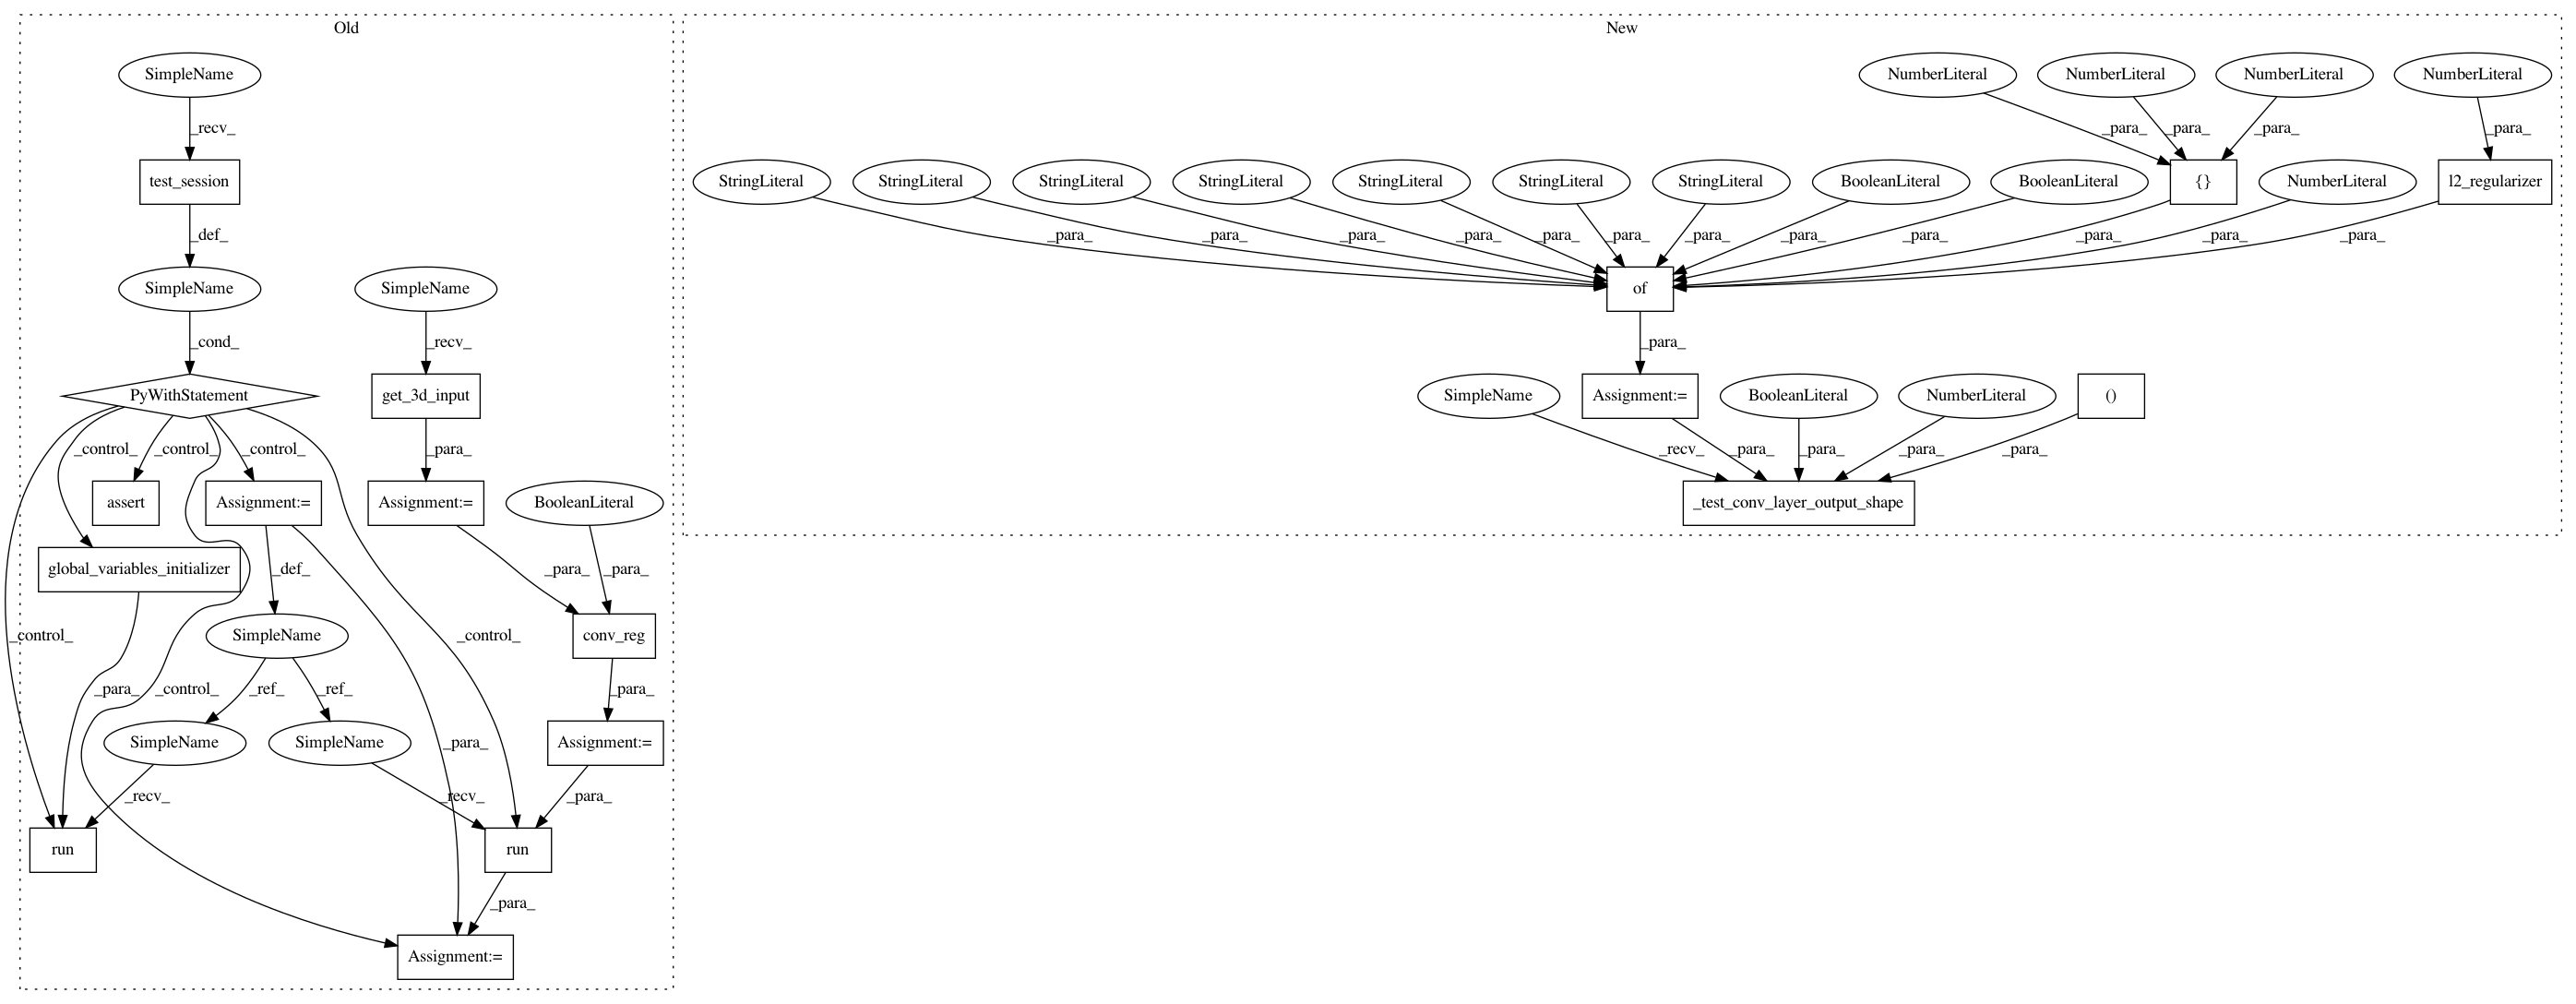 Old
New
SimpleName
NumberLiteral
NumberLiteral
NumberLiteral
NumberLiteral
_recv_
_para_
_para_
_para_
_para_
test_session
StringLiteral
StringLiteral
StringLiteral
StringLiteral
StringLiteral
StringLiteral
StringLiteral
BooleanLiteral
BooleanLiteral
{}
NumberLiteral
l2_regularizer
_def_
_para_
_para_
_para_
_para_
_para_
_para_
_para_
_para_
_para_
_para_
_para_
_para_
SimpleName
SimpleName
of
_cond_
_recv_
_para_
PyWithStatement
get_3d_input
SimpleName
Assignment:=
BooleanLiteral
NumberLiteral
()
_control_
_control_
_control_
_para_
_recv_
_para_
_para_
_para_
_para_
assert
Assignment:=
Assignment:=
BooleanLiteral
_test_conv_layer_output_shape
global_variables_initializer
_def_
_para_
_para_
_control_
SimpleName
_control_
conv_reg
_para_
_control_
_ref_
_ref_
_para_
SimpleName
SimpleName
_para_
Assignment:=
_recv_
_recv_
_para_
run
run
_para_
Assignment:=